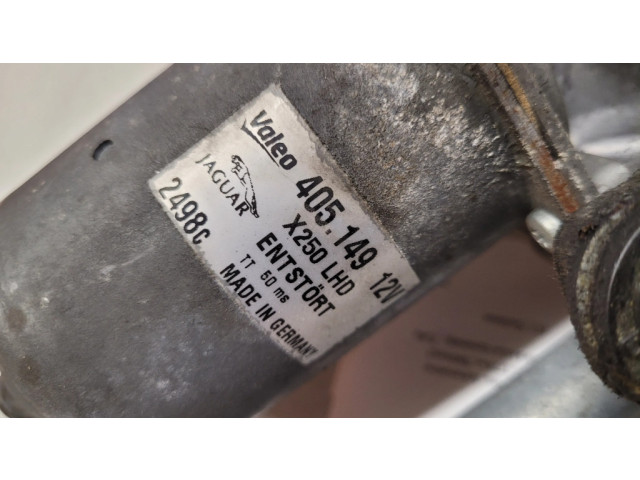 Valeo
405.149 12V
JAGUAR
X250 LHD
2498C
ENTSTÖRT
TT 60 ms
MADE IN GERMANY